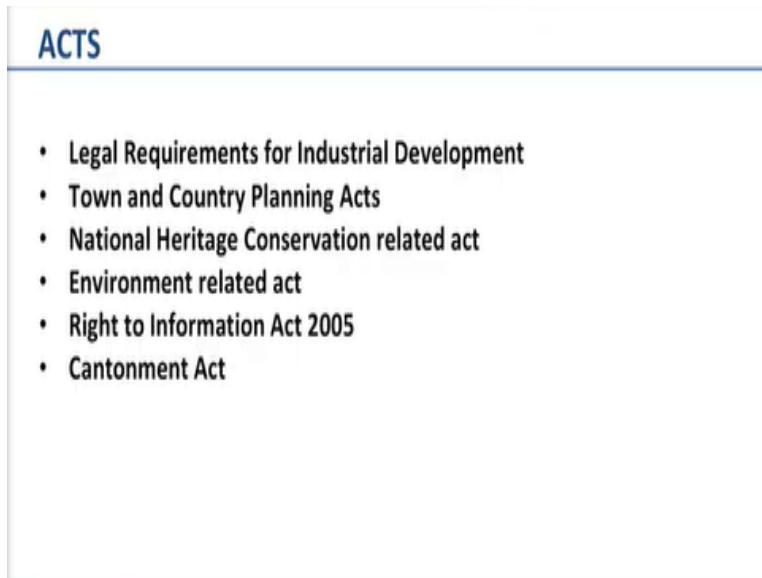 ACTS
• Legal Requirements for Industrial Development
• Town and Country Planning Acts
• National Heritage Conservation related act
• Environment related act
• Right to Information Act 2005
• Cantonment Act